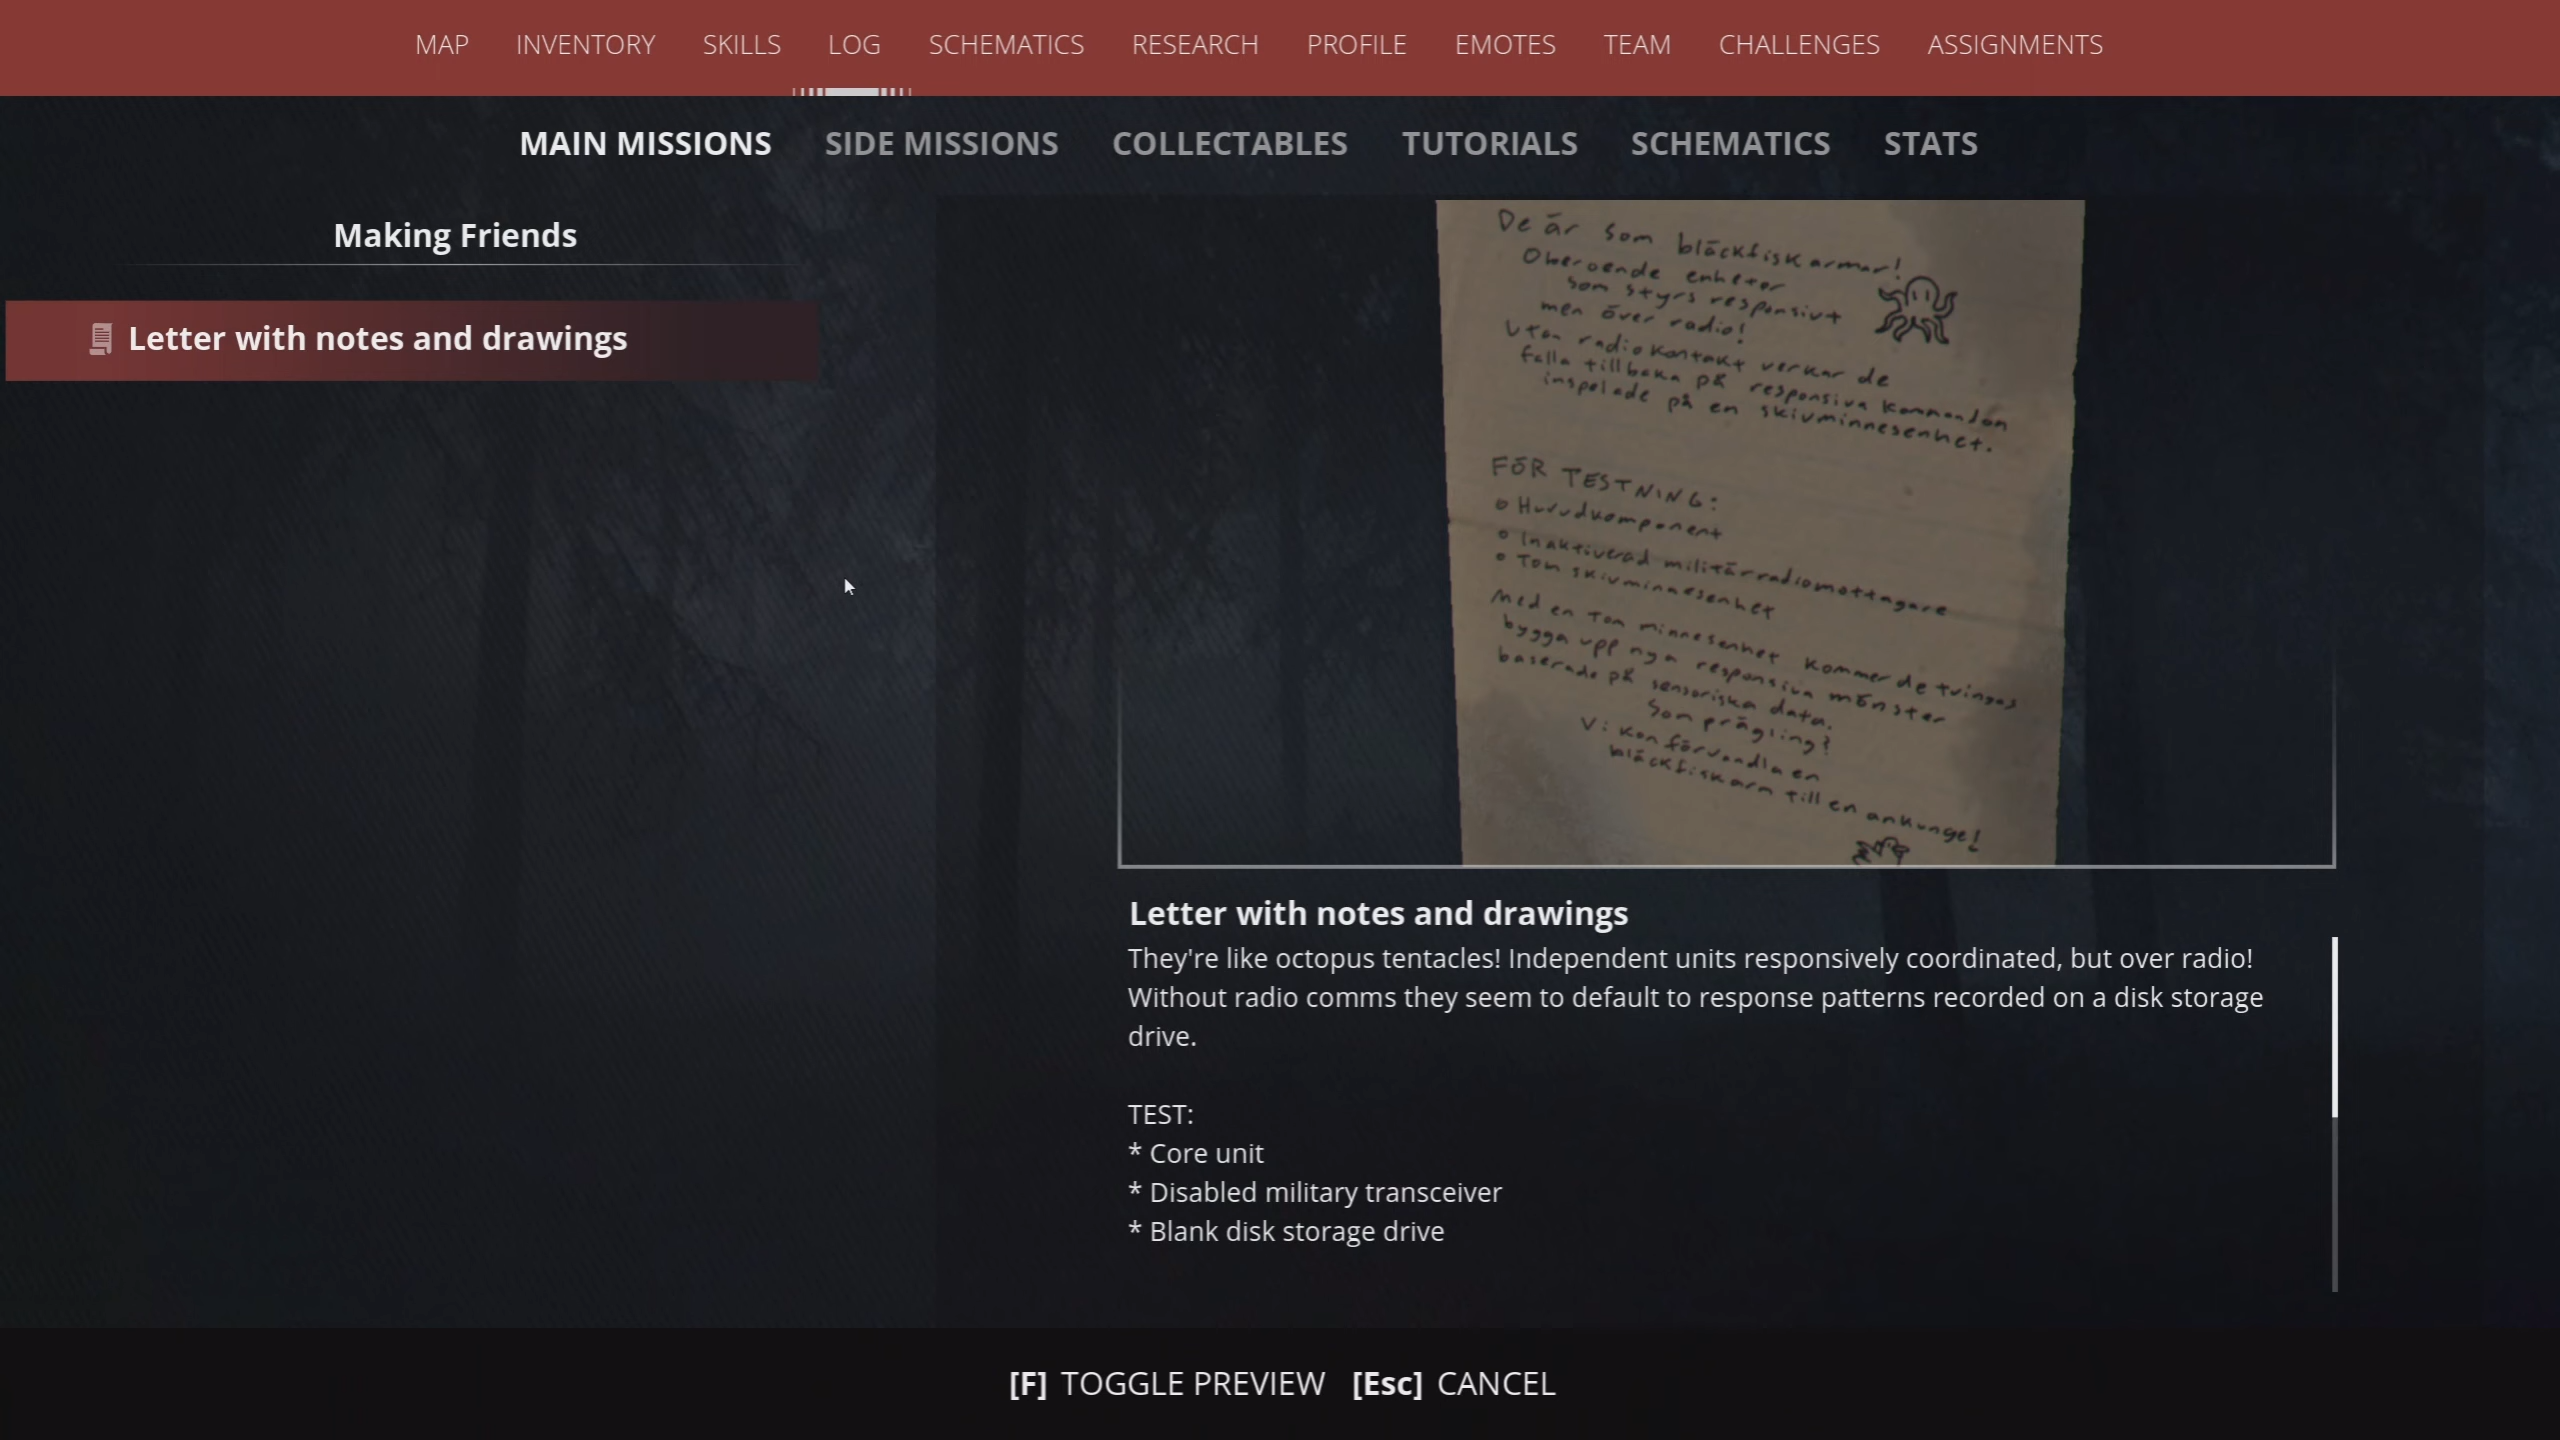 MAP INVENTORY SKILLS LOG SCHEMATICS RESEARCH PROFILE EMOTES TEAM CHALLENGES ASSIGNMENTS
MAIN MISSIONS SIDE MISSIONS COLLECTABLES TUTORIALS SCHEMATICS STATS
Making Friends
Letter with notes and drawings
De är som bläckfiskarmar!
Oberoende enheter
som styrs responsivt
men över radio!
Utan radiokontakt verkar de
falla tillbaka på responsiva kommandon
inspelade på en skivminnesenhet.
FÖR TESTNING:
o Huvudkomponent
o Inaktiverad militärradiomottagare
o Tom skivminnesenhet
Med en tom minnesenhet kommer de tvingas
bygga upp nya responsiva mönster
baserade på sensoriska data.
Som prägling?
Vi kan förvandla en
bläckfiskarm till en ankunge!
Letter with notes and drawings
They're like octopus tentacles! Independent units responsively coordinated, but over radio!
Without radio comms they seem to default to response patterns recorded on a disk storage
drive.
TEST:
* Core unit
* Disabled military transceiver
* Blank disk storage drive
[F] TOGGLE PREVIEW [Esc] CANCEL